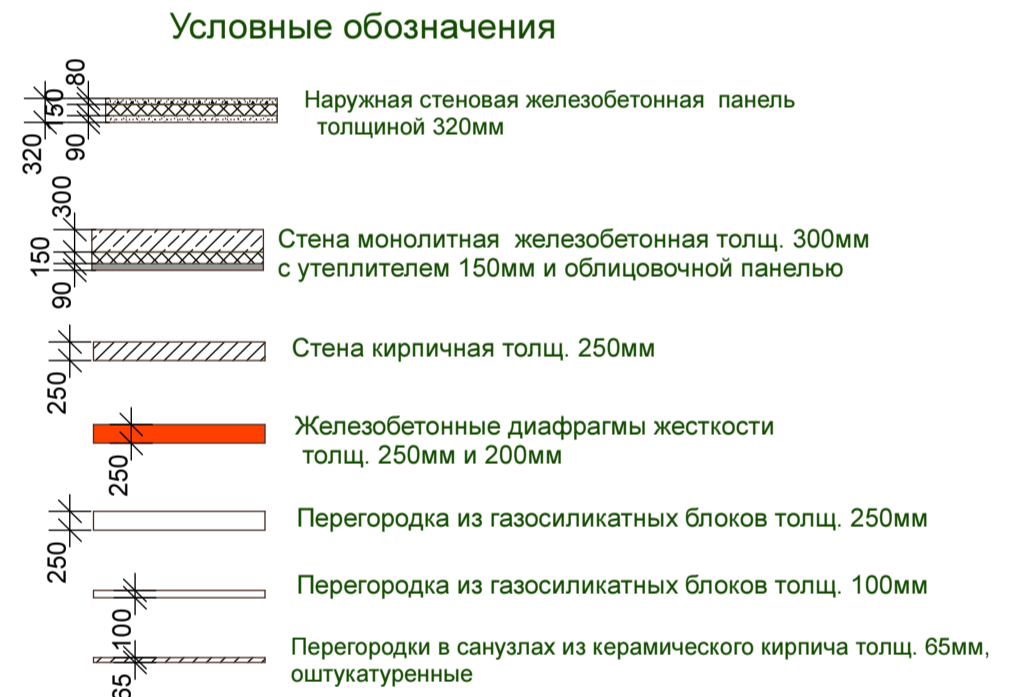 Условные обозначения
80
150
320
90
Наружная стеновая железобетонная панель
толщиной 320мм
300
150
90
Стена монолитная железобетонная толщ. 300мм
с утеплителем 150мм и облицовочной панелью
250
Стена кирпичная толщ. 250мм
250
Железобетонные диафрагмы жесткости
толщ. 250мм и 200мм
250
Перегородка из газосиликатных блоков толщ. 250мм
100
Перегородка из газосиликатных блоков толщ. 100мм
65
Перегородки в санузлах из керамического кирпича толщ. 65мм,
оштукатуренные